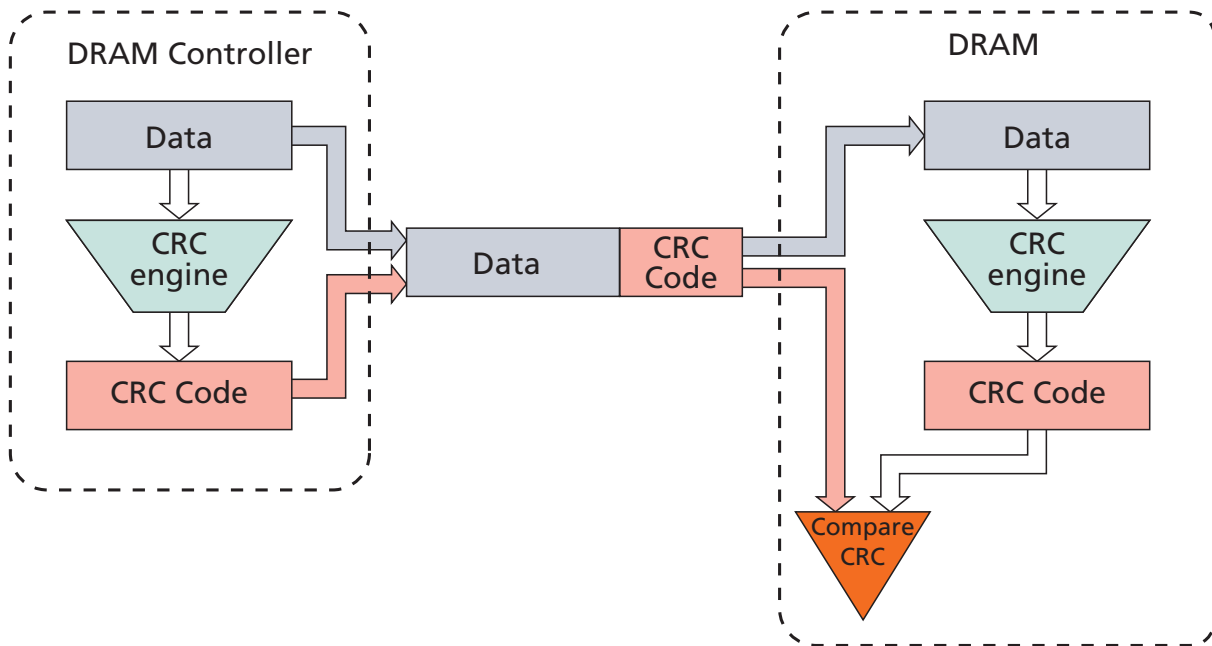 DRAM Controller
Data
CRC
engine
CRC Code
Data
CRC
Code
DRAM
Data
CRC
engine
CRC Code
Compare
CRC